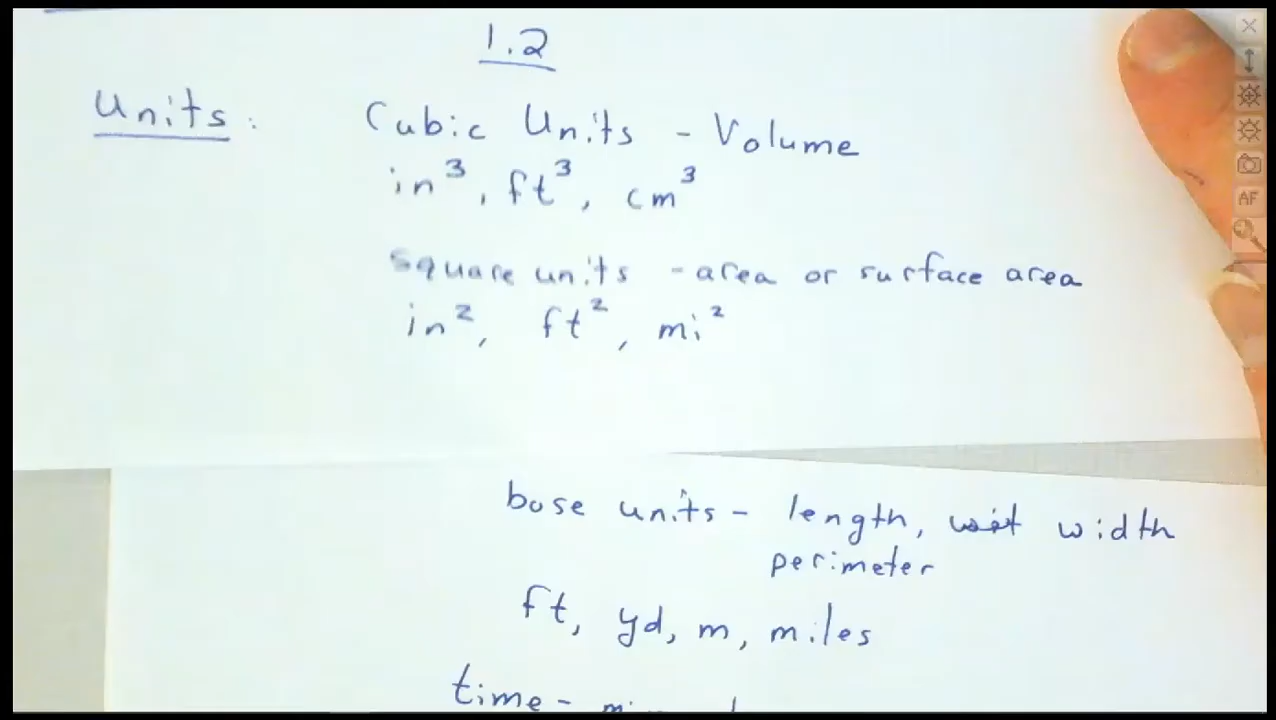 1.2
Units: Cubic Units - Volume
in³, ft³, cm³
square units - area or surface area
in², ft², mi²
base units - length, width
perimeter
ft, yd, m, miles
time -
AF